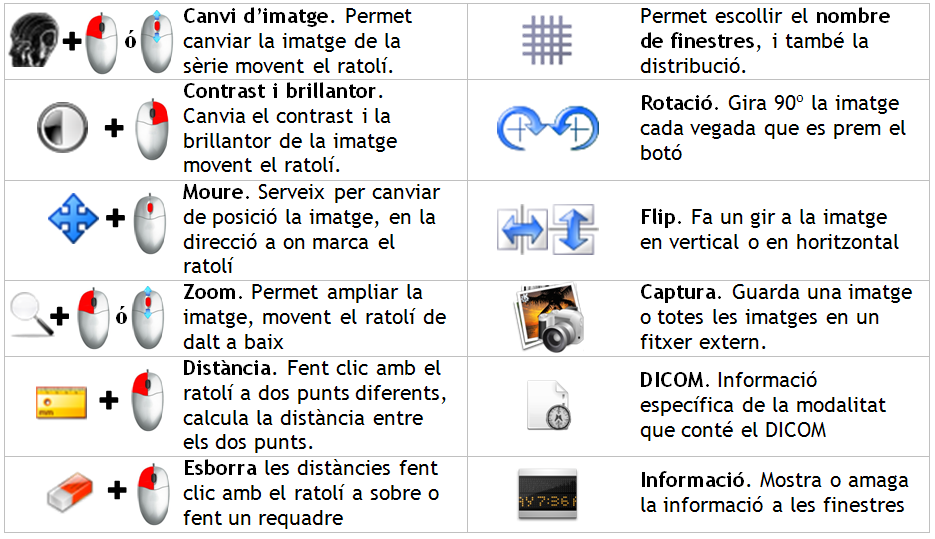 ó
Canvi d’imatge. Permet
canviar la imatge de la
sèrie movent el ratolí.
Permet escollir el nombre
de finestres, i també la
distribució.
Contrast i brillantor.
Canvia el contrast i la
brillantor de la imatge
movent el ratolí.
Rotació. Gira 90º la imatge
cada vegada que es prem el
botó
Moure. Serveix per canviar
de posició la imatge, en la
direcció a on marca el
ratolí
Flip. Fa un gir a la imatge
en vertical o en horitzontal
ó
Zoom. Permet ampliar la
imatge, movent el ratolí de
dalt a baix
Captura. Guarda una imatge
o totes les imatges en un
fitxer extern.
mm
Distància. Fent clic amb el
ratolí a dos punts diferents,
calcula la distància entre
els dos punts.
DICOM. Informació
específica de la modalitat
que conté el DICOM
Esborra les distàncies fent
clic amb el ratolí a sobre o
fent un requadre
AY 7:36A
Informació. Mostra o amaga
la informació a les finestres